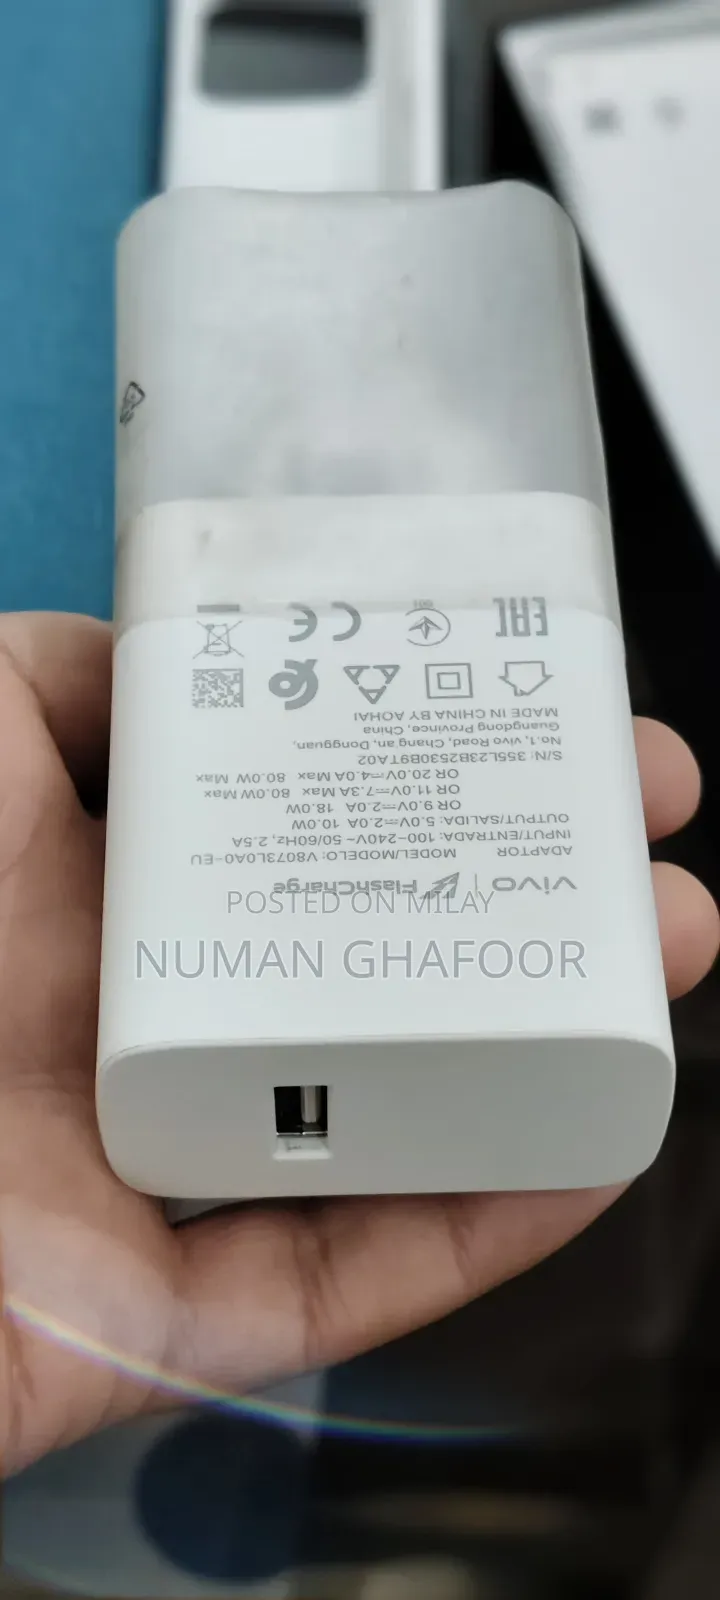 vivo | FlashCharge
ADAPTOR MODEL/MODELO: V8073L0A0-EU
INPUT/ENTRADA: 100-240V~ 50/60Hz, 2.5A
OUTPUT/SALIDA: 5.0V⎓2.0A 10.0W
OR 9.0V⎓2.0A 18.0W
OR 11.0V⎓7.3A Max 80.0W Max
OR 20.0V⎓4.0A Max 80.0W Max
S/N: 355L23B2530B9TA02
No.1, vivo Road, Chang'an, Dongguan,
Guangdong Province, China
MADE IN CHINA BY AOHAI
EAC
CE
POSTED ON MILAY
NUMAN GHAFOOR